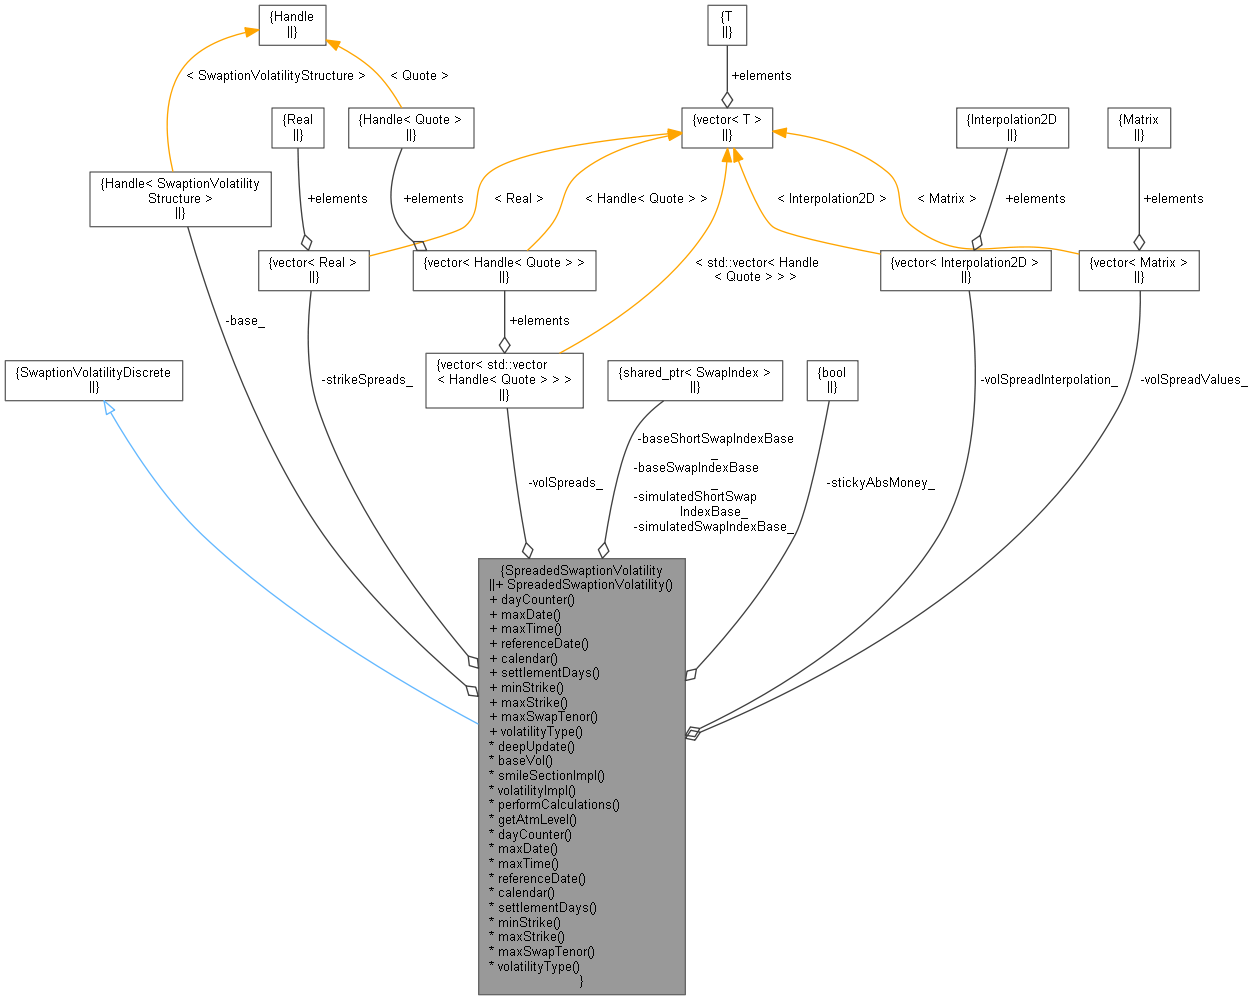 {Handle
||}
{T
||}
< SwaptionVolatilityStructure >
< Quote >
+elements
{Real
||}
{Handle< Quote >
||}
{vector< T >
||}
{Interpolation2D
||}
{Matrix
||}
{Handle< SwaptionVolatility
Structure >
||}
+elements
+elements
< Real >
< Handle< Quote > >
< Interpolation2D >
< Matrix >
+elements
+elements
{vector< Real >
||}
{vector< Handle< Quote > >
||}
< std::vector< Handle
< Quote > > >
{vector< Interpolation2D >
||}
{vector< Matrix >
||}
-base_
+elements
{SwaptionVolatilityDiscrete
||}
-strikeSpreads_
{vector< std::vector
< Handle< Quote > > >
||}
{shared_ptr< SwapIndex >
||}
{bool
||}
-volSpreadInterpolation_
-volSpreadValues_
-volSpreads_
-baseShortSwapIndexBase
_
-baseSwapIndexBase
_
-simulatedShortSwap
IndexBase_
-simulatedSwapIndexBase_
-stickyAbsMoney_
{SpreadedSwaptionVolatility
||+ SpreadedSwaptionVolatility()
+ dayCounter()
+ maxDate()
+ maxTime()
+ referenceDate()
+ calendar()
+ settlementDays()
+ minStrike()
+ maxStrike()
+ maxSwapTenor()
+ volatilityType()
* deepUpdate()
* baseVol()
* smileSectionImpl()
* volatilityImpl()
* performCalculations()
* getAtmLevel()
* dayCounter()
* maxDate()
* maxTime()
* referenceDate()
* calendar()
* settlementDays()
* minStrike()
* maxStrike()
* maxSwapTenor()
* volatilityType()
}